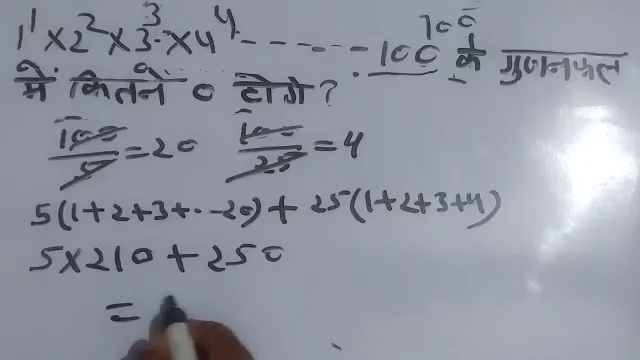 1¹ × 2² × 3³ × 4⁴ - - - - - - - 100¹⁰⁰ के गुणनफल
में कितने 0 होंगे ?
100/5 = 20 100/25 = 4
5(1+2+3+..20) + 25(1+2+3+4)
5×210 + 250
=